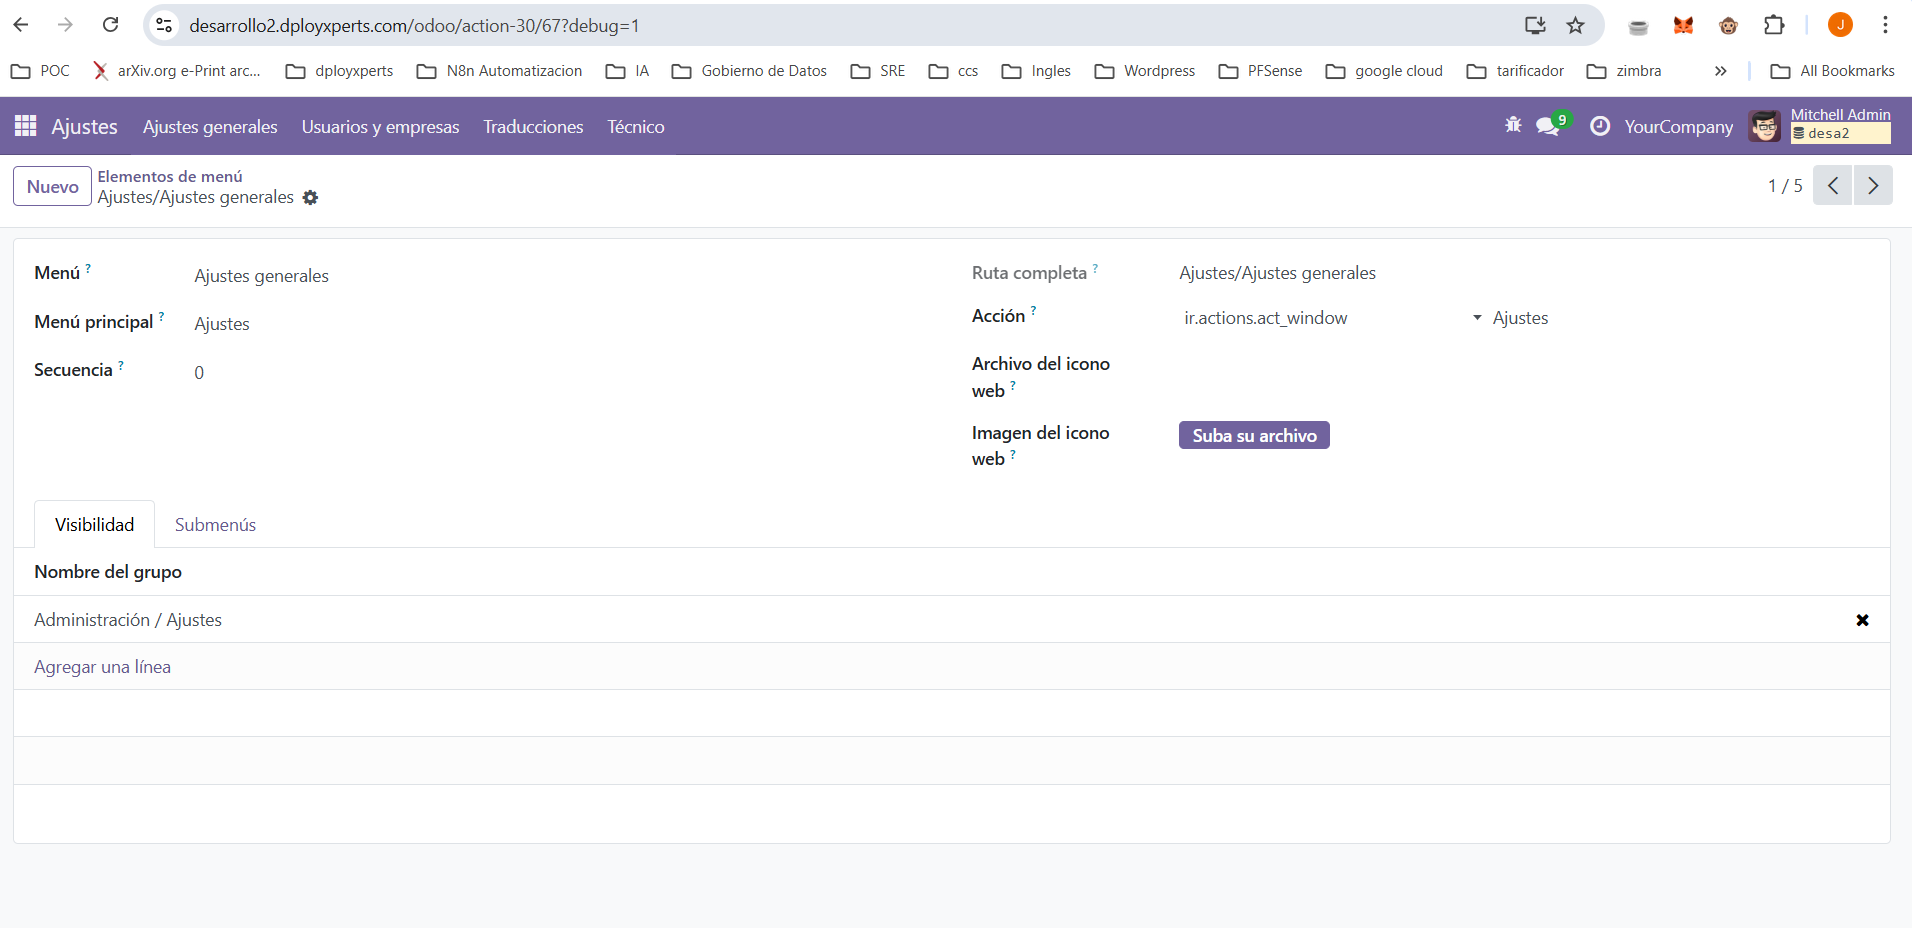 desarrollo2.dployxperts.com/odoo/action-30/67?debug=1
J
POC
arXiv.org e-Print arc...
dployxperts
N8n Automatizacion
IA
Gobierno de Datos
SRE
ccs
Ingles
Wordpress
PFSense
google cloud
tarificador
zimbra
»
All Bookmarks
Ajustes
Ajustes generales
Usuarios y empresas
Traducciones
Técnico
9
YourCompany
Mitchell Admin
desa2
Nuevo
Elementos de menú
Ajustes/Ajustes generales
1 / 5
Menú ?
Ajustes generales
Menú principal ?
Ajustes
Secuencia ?
0
Ruta completa ?
Ajustes/Ajustes generales
Acción ?
ir.actions.act_window
Ajustes
Archivo del icono
web ?
Imagen del icono
web ?
Suba su archivo
Visibilidad
Submenús
Nombre del grupo
Administración / Ajustes
Agregar una línea